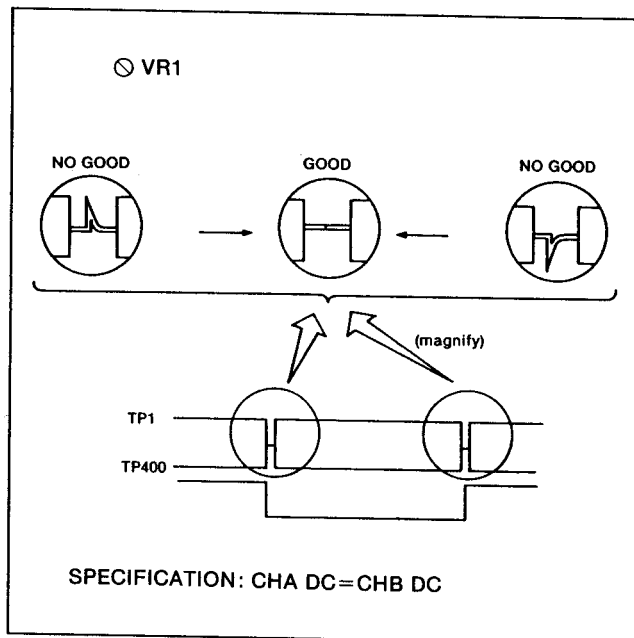 ⊘ VR1
NO GOOD
GOOD
NO GOOD
(magnify)
TP1
TP400
SPECIFICATION: CHA DC=CHB DC